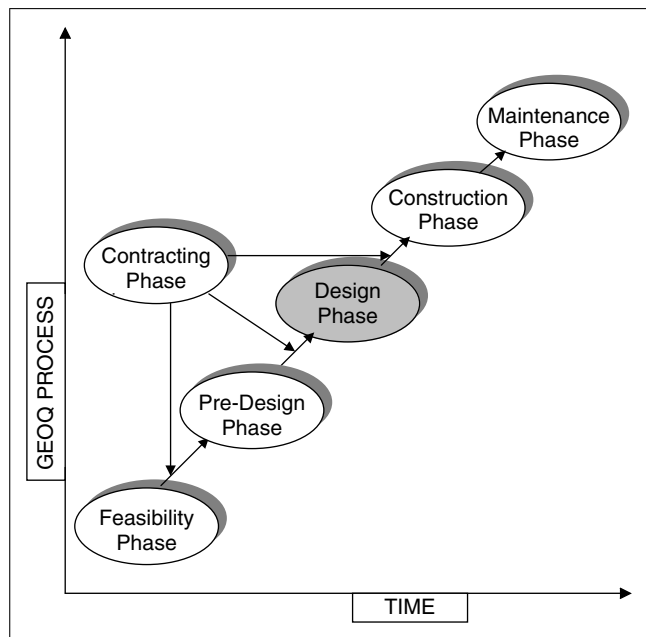 Maintenance
Phase
Construction
Phase
Contracting
Phase
Design
Phase
GEOQ PROCESS
Pre-Design
Phase
Feasibility
Phase
TIME